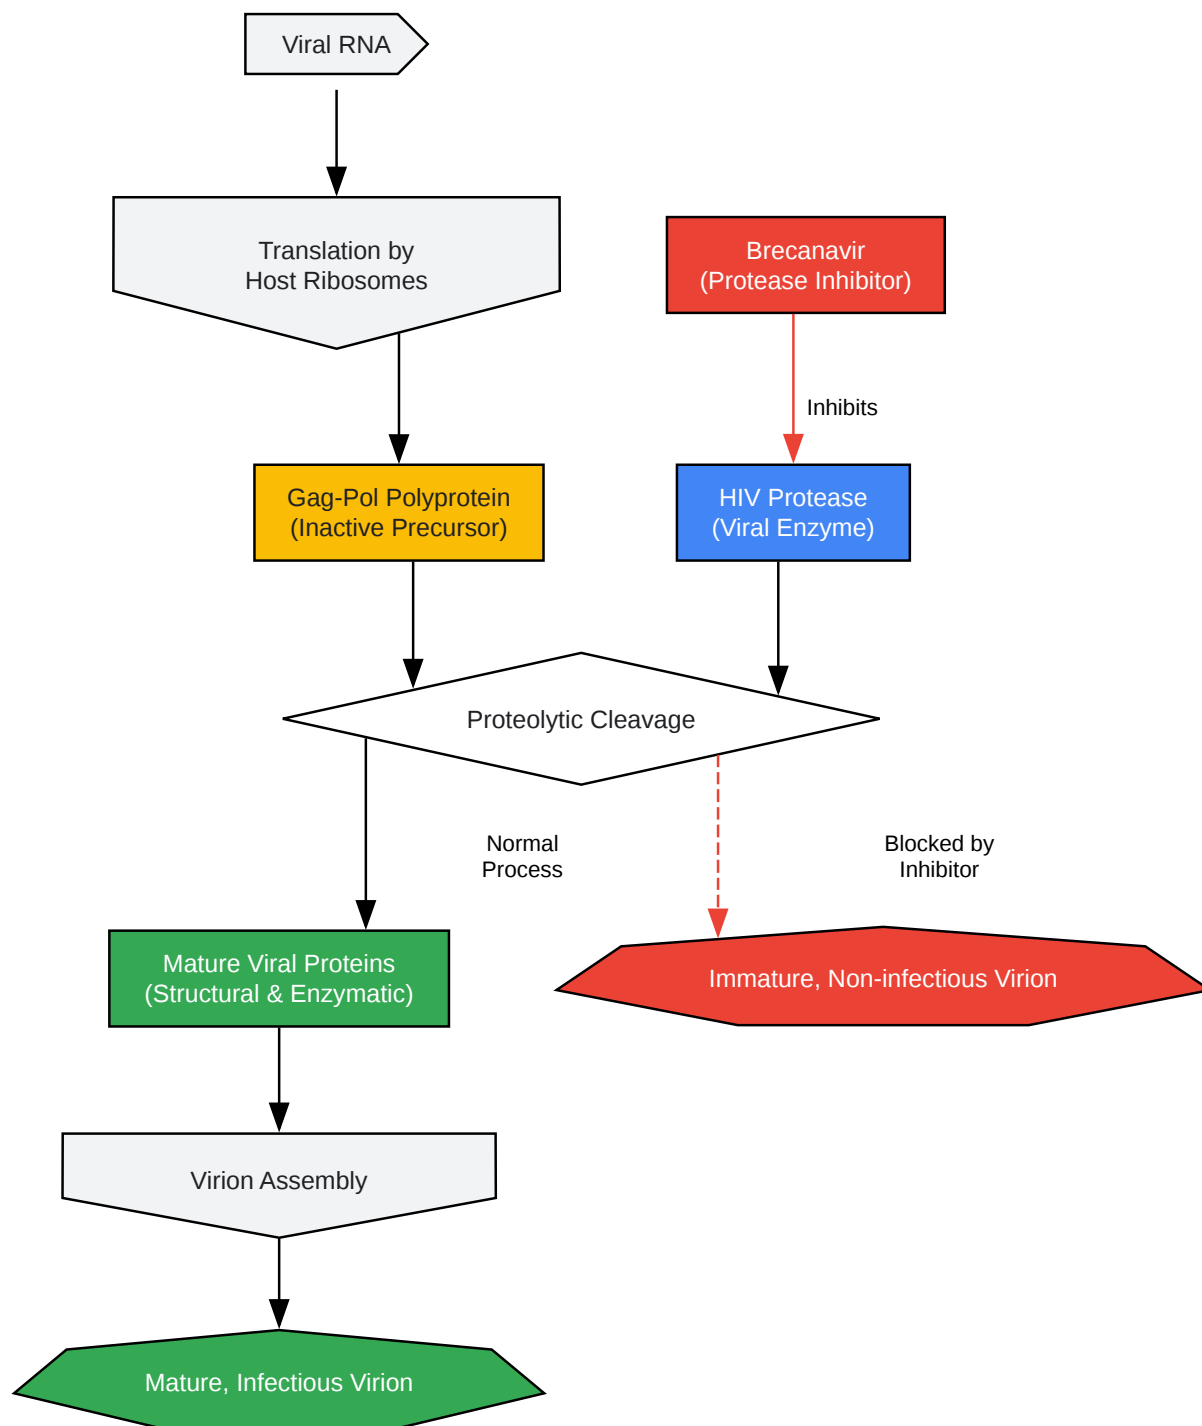 Viral RNA
Translation by
Host Ribosomes
Brecanavir
(Protease Inhibitor)
Inhibits
Gag-Pol Polyprotein
(Inactive Precursor)
HIV Protease
(Viral Enzyme)
Proteolytic Cleavage
Normal
Process
Blocked by
Inhibitor
Mature Viral Proteins
(Structural & Enzymatic)
Immature, Non-infectious Virion
Virion Assembly
Mature, Infectious Virion